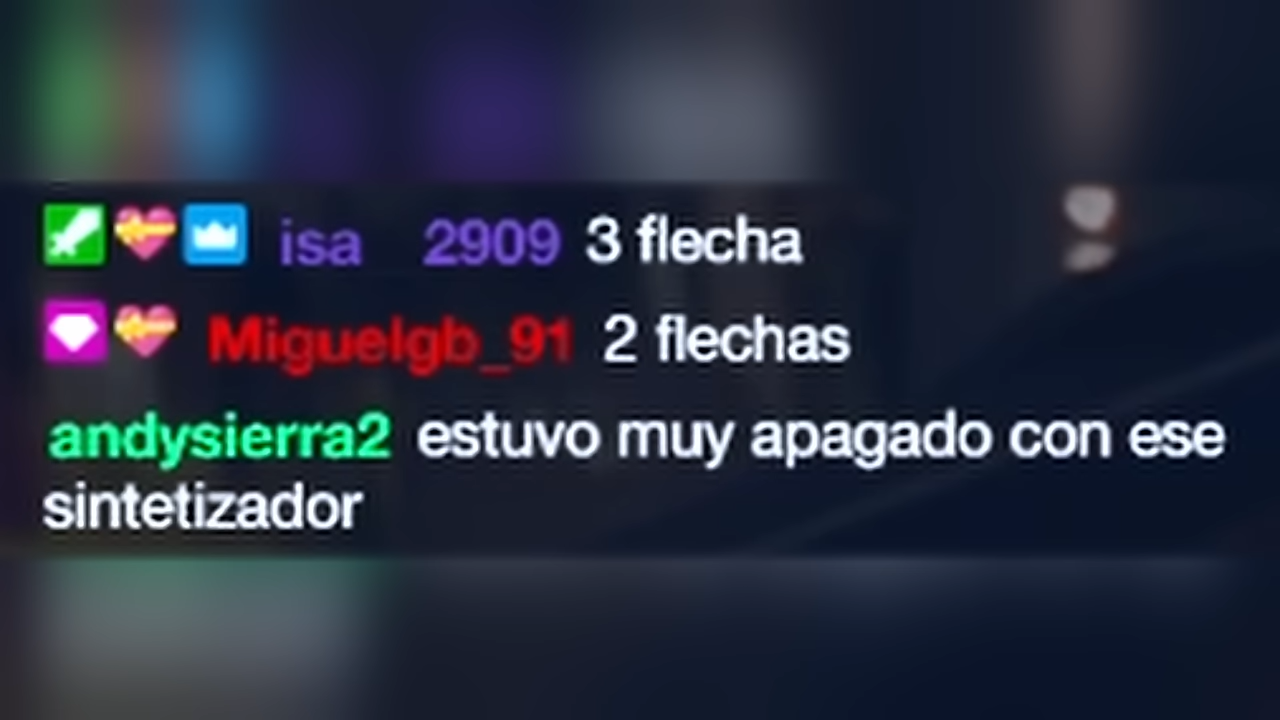 isa 2909 3 flecha
Miguelgb_91 2 flechas
andysierra2 estuvo muy apagado con ese
sintetizador